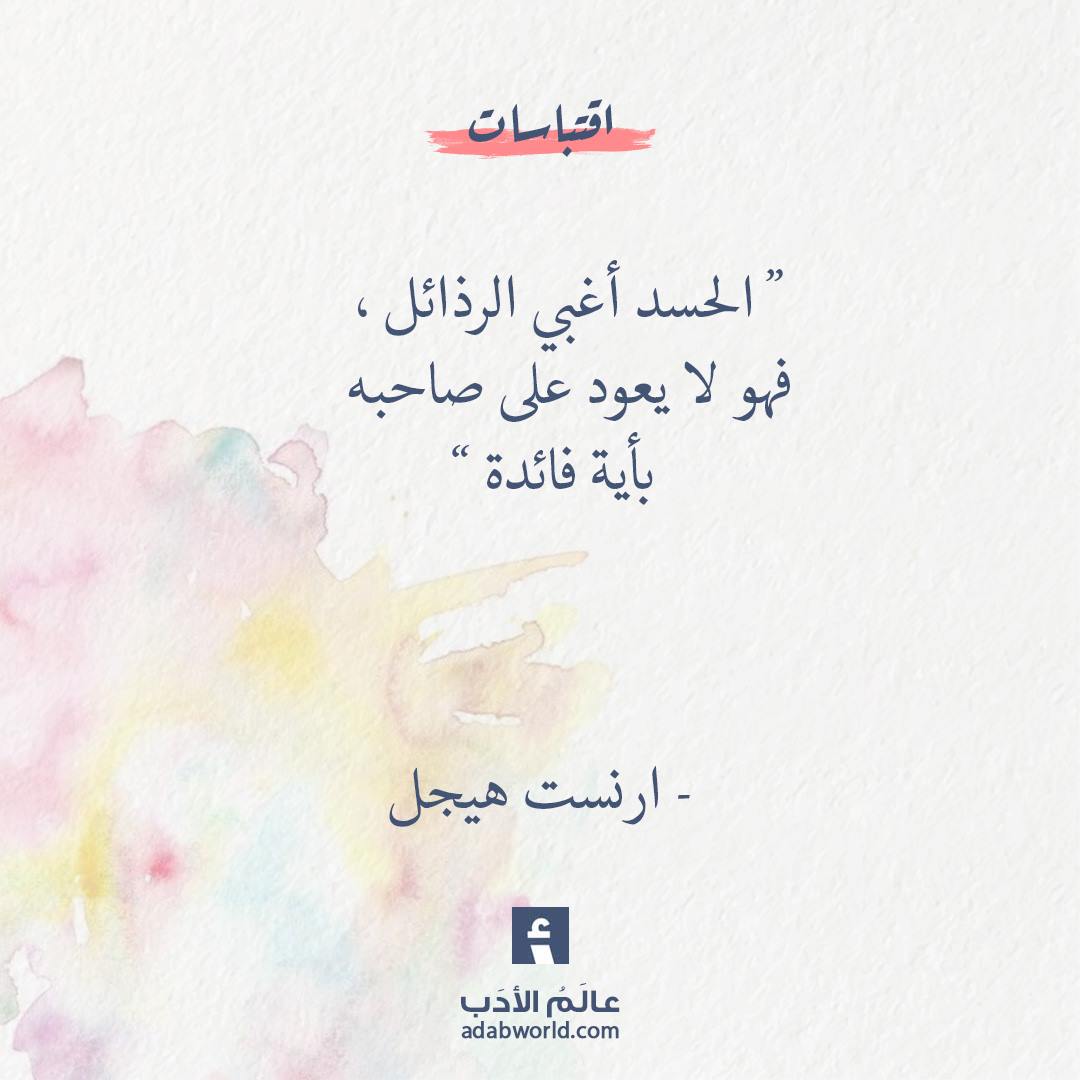 اقتباسات
” الحسد أغبي الرذائل ،
فهو لا يعود على صاحبه
بأية فائدة “
- ارنست هيجل
أ
عالَمُ الأدَب
adabworld.com